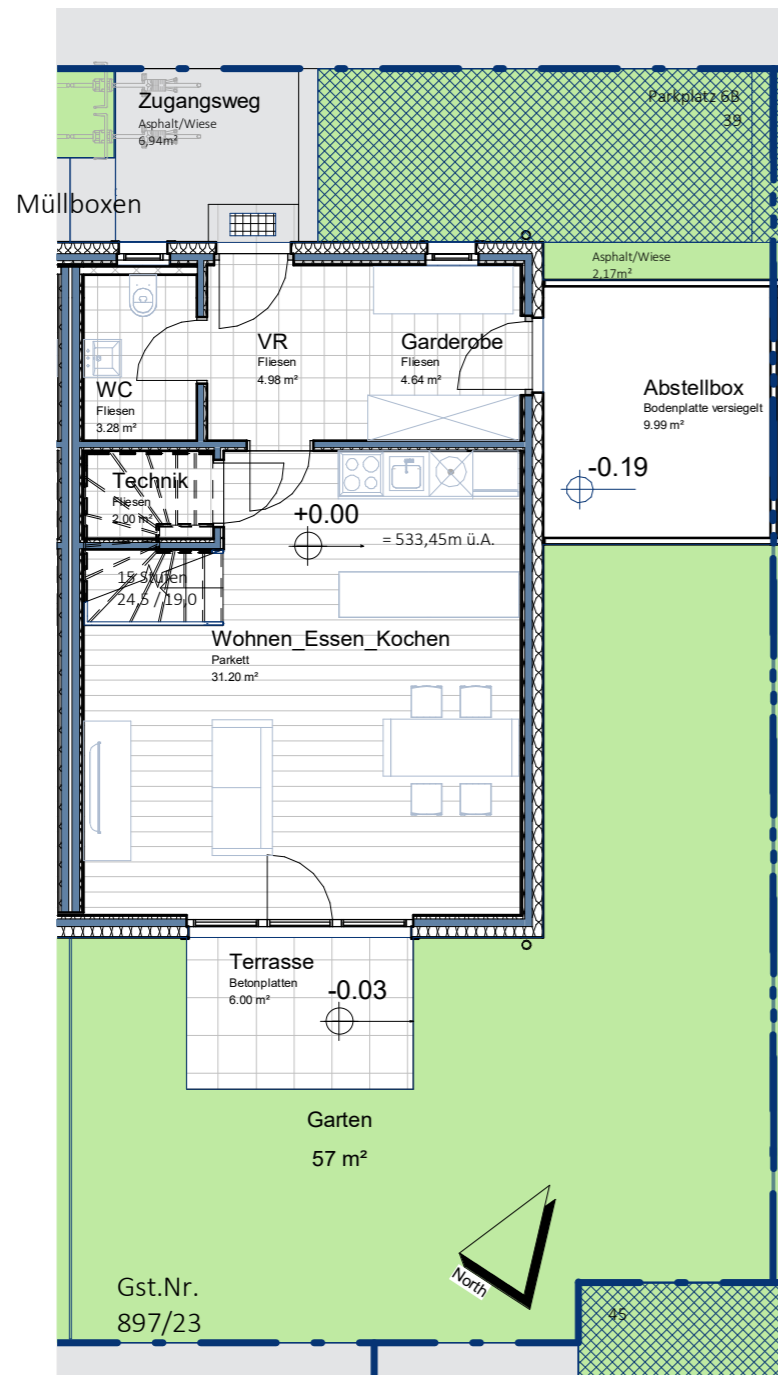 Zugangsweg
Asphalt/Wiese
6,94m²
Parkplatz 6B
39
Müllboxen
Asphalt/Wiese
2,17m²
VR
Fliesen
4.98 m²
Garderobe
Fliesen
4.64 m²
WC
Fliesen
3.28 m²
Abstellbox
Bodenplatte versiegelt
9.99 m²
-0.19
Technik
Fliesen
2.00 m²
+0.00
= 533,45m ü.A.
15 Stufen
24,5 / 19,0
Wohnen_Essen_Kochen
Parkett
31.20 m²
Terrasse
Betonplatten
6.00 m²
-0.03
Garten
57 m²
North
Gst.Nr.
897/23
45